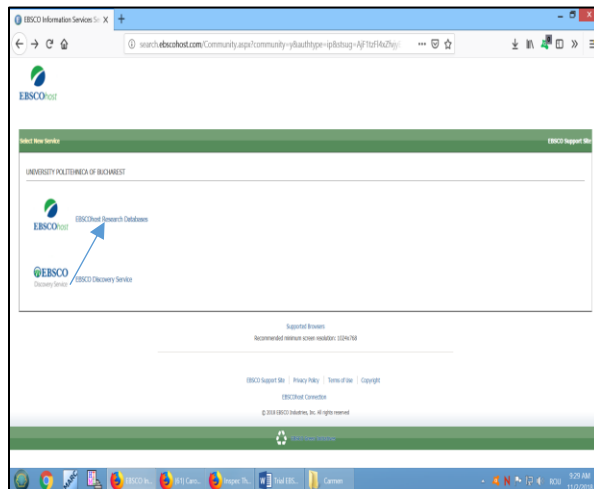 EBSCO Information Services Se X +
search.ebscohost.com/Community.aspx?community=y&authtype=ip&stsug=
EBSCOhost
Select New Service EBSCO Support Site
UNIVERSITY POLITEHNICA OF BUCHAREST
EBSCOhost EBSCOhost Research Databases
EBSCO
Discovery Service EBSCO Discovery Service
Supported Browsers
Recommended minimum screen resolution: 1024x768
EBSCO Support Site | Privacy Policy | Terms of Use | Copyright
EBSCOhost Connection
© 2018 EBSCO Industries, Inc. All rights reserved.
MARC EBSCO In... (61) Caro... Inspec Th... Trial EBS... Carmen ROU 9:29 AM